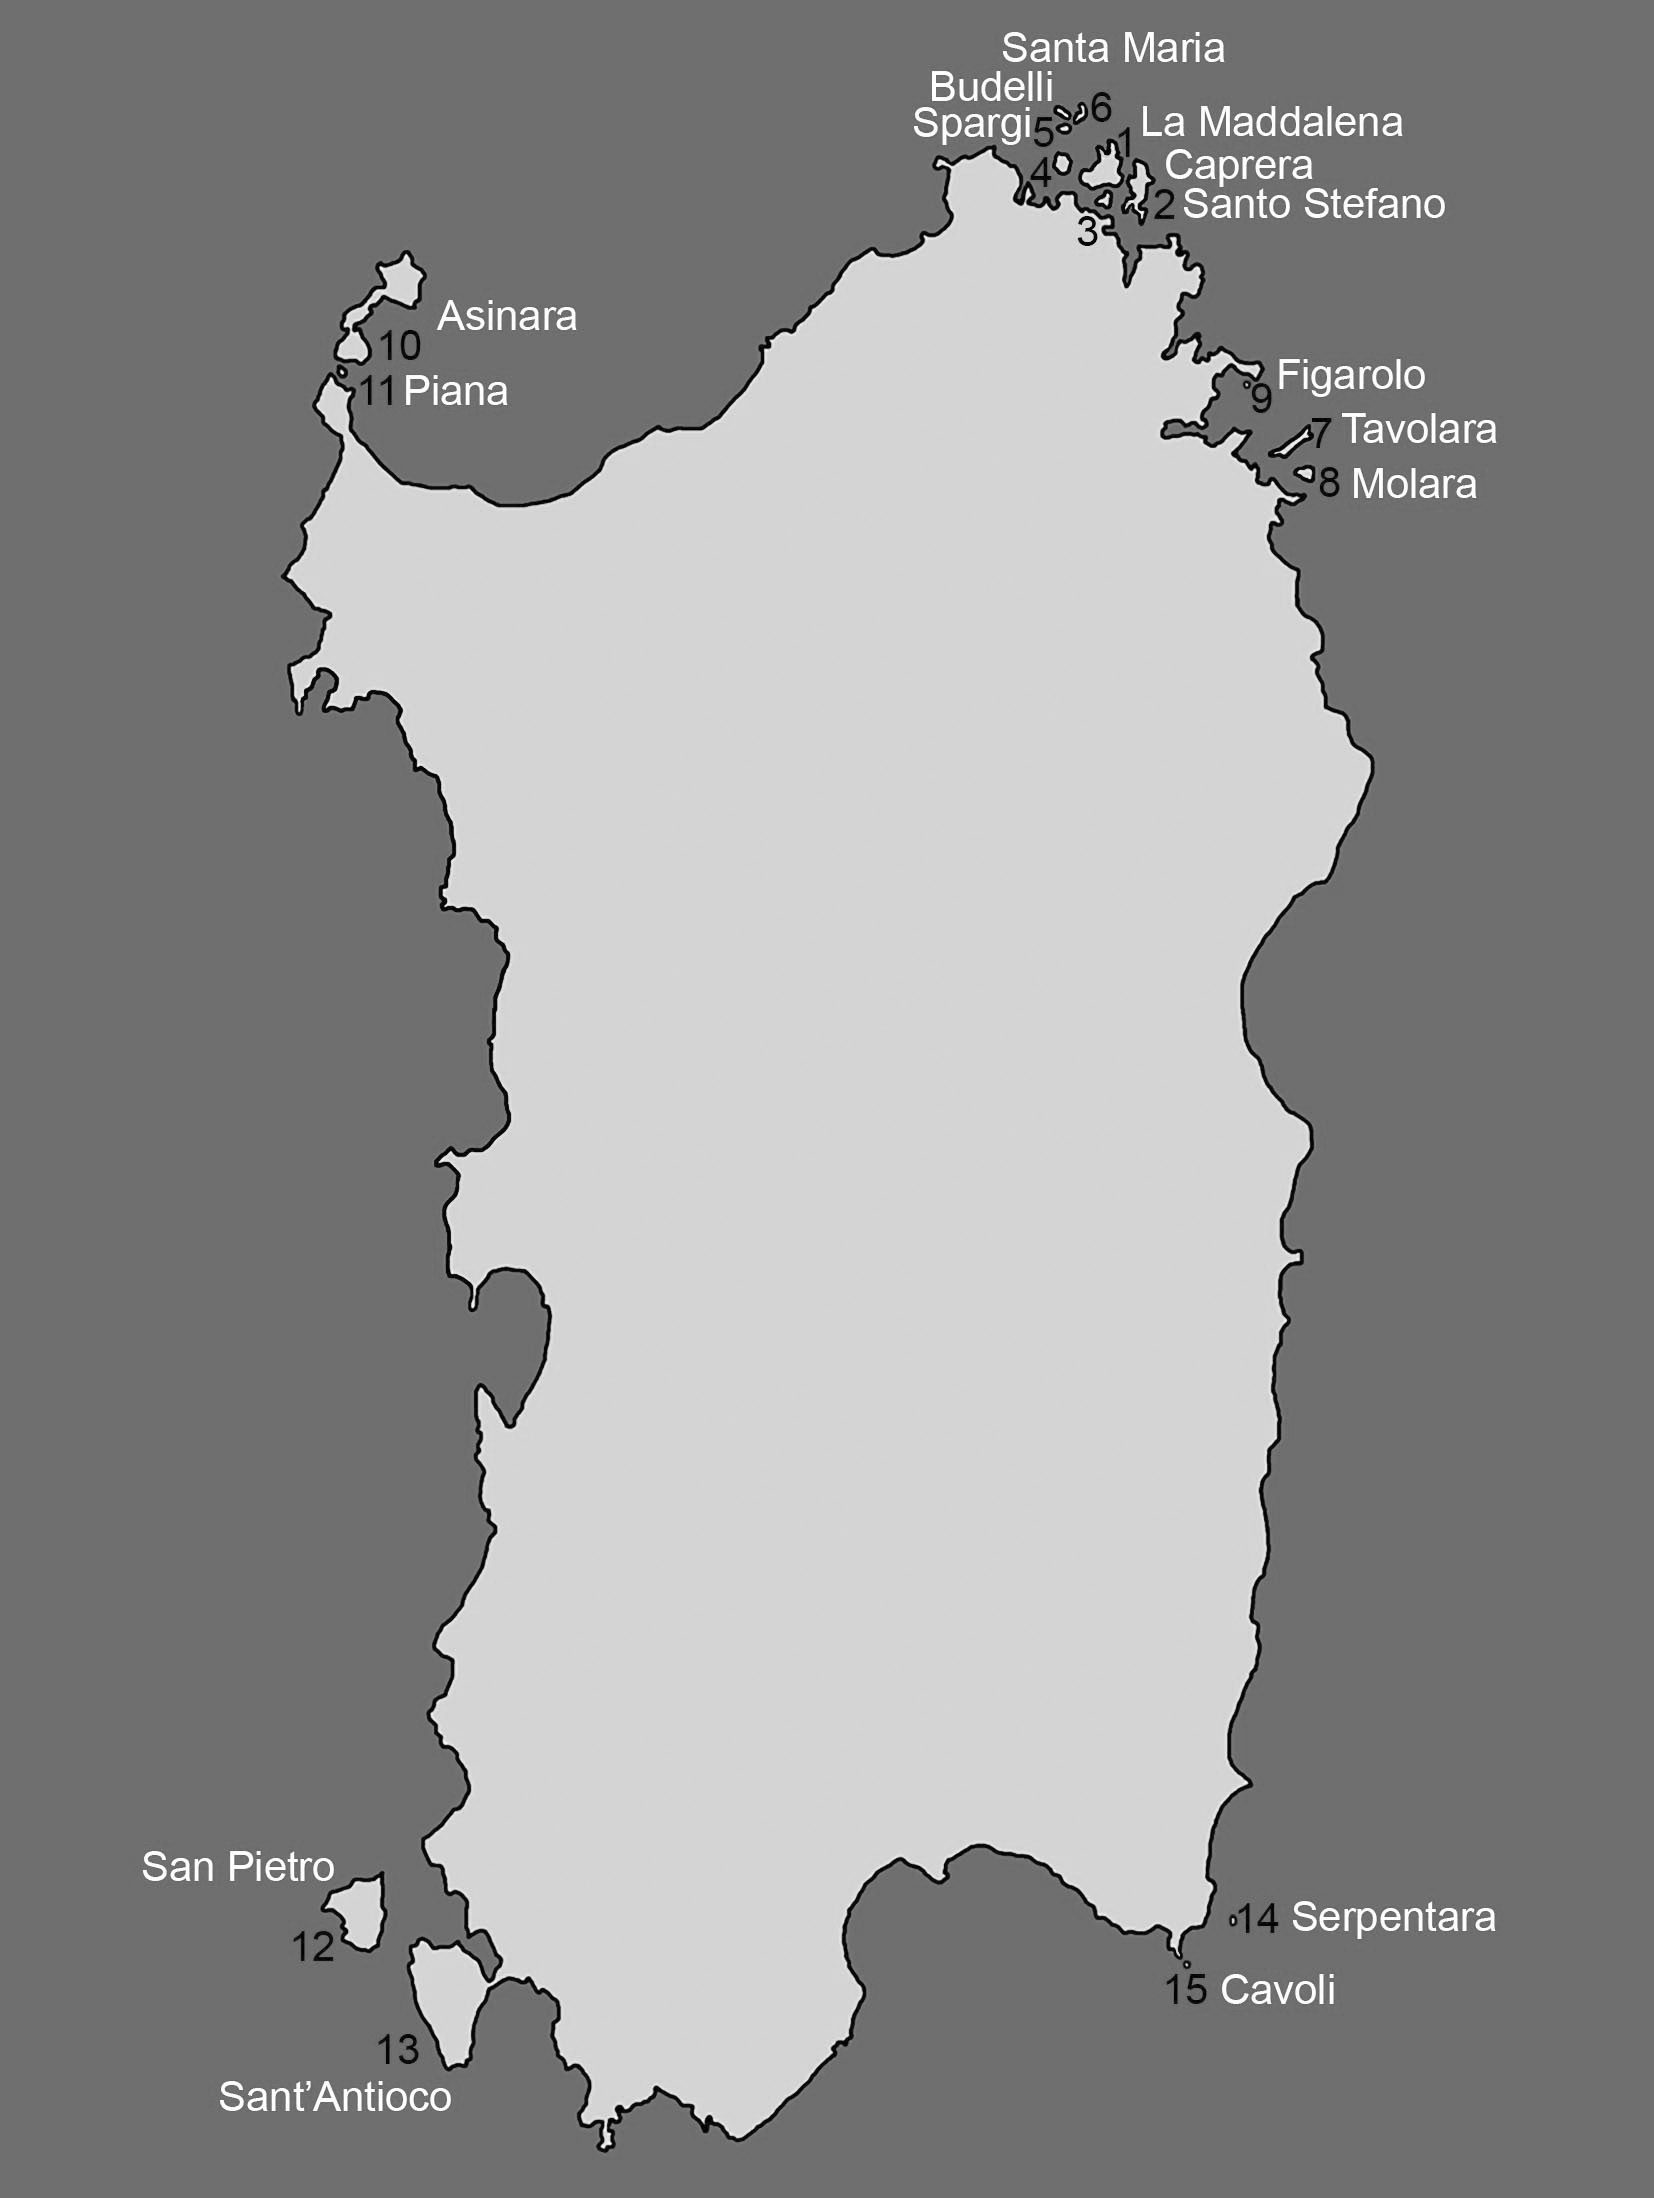 Santa Maria
Budelli
6
Spargi
5
1 La Maddalena
4
Caprera
2 Santo Stefano
3
Asinara
10
11 Piana
Figarolo
9
7 Tavolara
8 Molara
San Pietro
12
14 Serpentara
15 Cavoli
13
Sant’Antioco